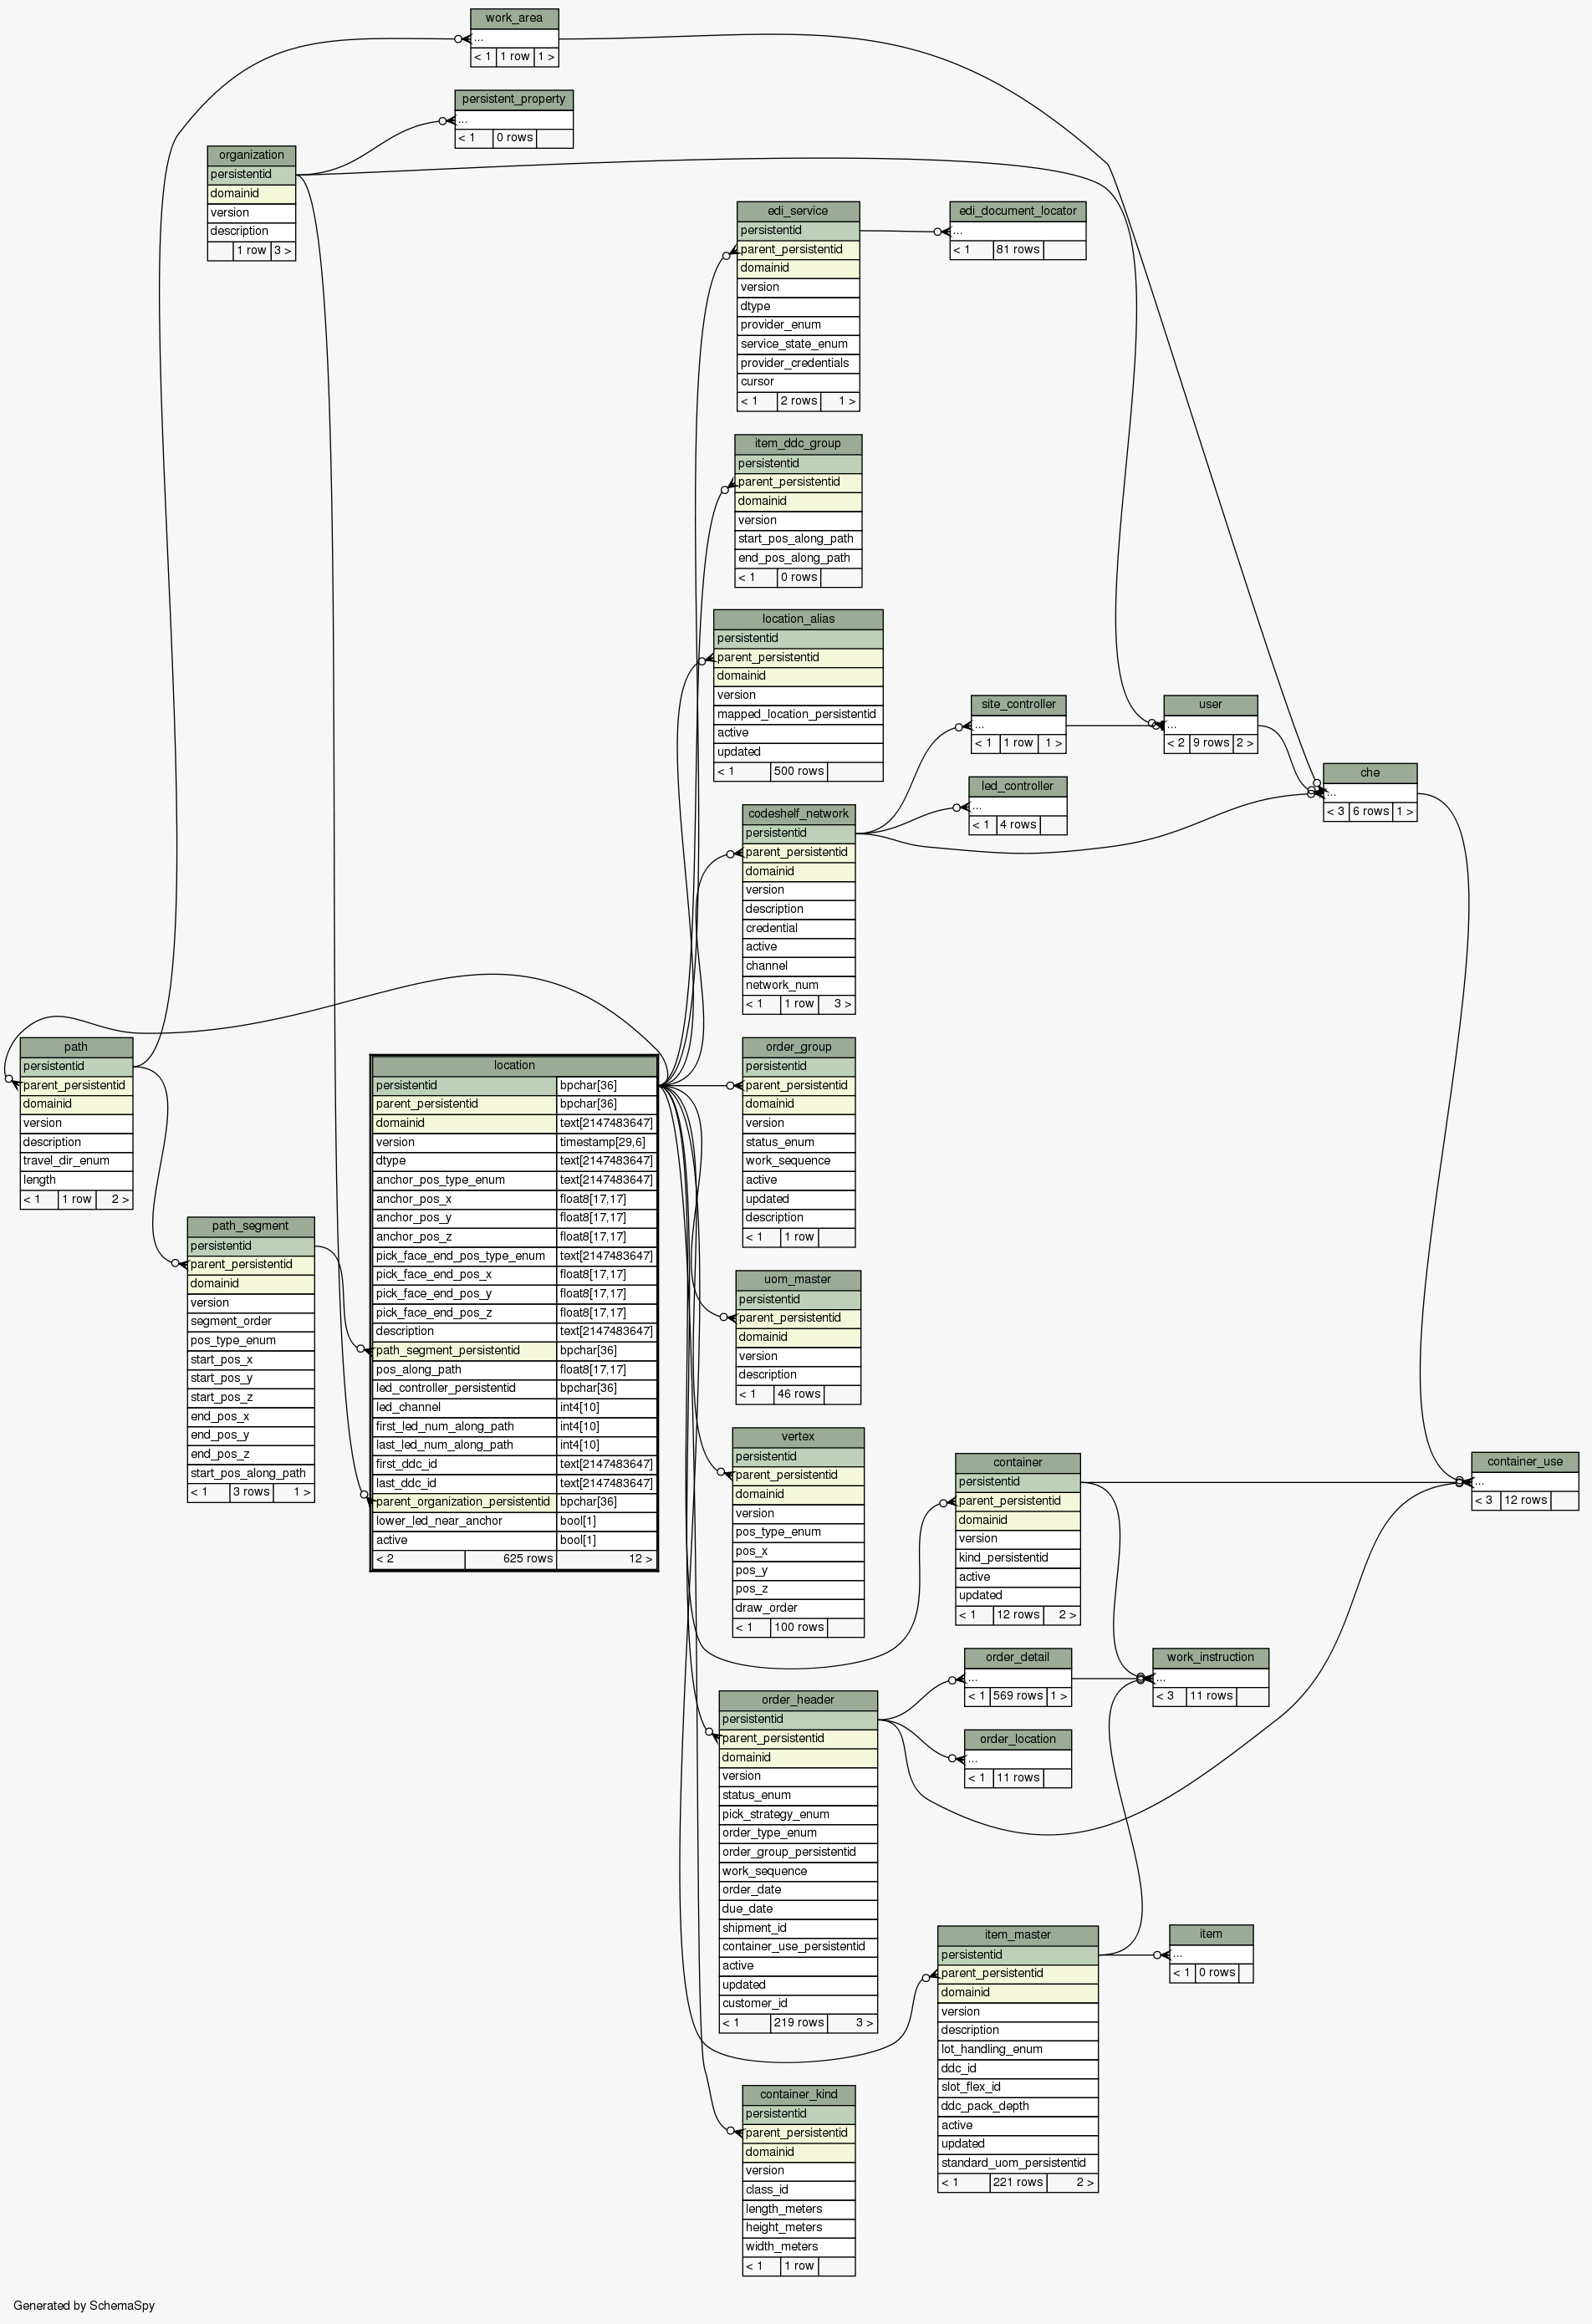 work_area
...
< 1 1 row 1 >
persistent_property
...
< 1 0 rows
organization
persistentid
domainid
version
description
1 row 3 >
edi_service
persistentid
parent_persistentid
domainid
version
dtype
provider_enum
service_state_enum
provider_credentials
cursor
< 1 2 rows 1 >
edi_document_locator
...
< 1 81 rows
item_ddc_group
persistentid
parent_persistentid
domainid
version
start_pos_along_path
end_pos_along_path
< 1 0 rows
location_alias
persistentid
parent_persistentid
domainid
version
mapped_location_persistentid
active
updated
< 1 500 rows
site_controller
...
< 1 1 row 1 >
user
...
< 2 9 rows 2 >
led_controller
...
< 1 4 rows
che
...
< 3 6 rows 1 >
codeshelf_network
persistentid
parent_persistentid
domainid
version
description
credential
active
channel
network_num
< 1 1 row 3 >
path
persistentid
parent_persistentid
domainid
version
description
travel_dir_enum
length
< 1 1 row 2 >
path_segment
persistentid
parent_persistentid
domainid
version
segment_order
pos_type_enum
start_pos_x
start_pos_y
start_pos_z
end_pos_x
end_pos_y
end_pos_z
start_pos_along_path
< 1 3 rows 1 >
location
persistentid bpchar[36]
parent_persistentid bpchar[36]
domainid text[2147483647]
version timestamp[29,6]
dtype text[2147483647]
anchor_pos_type_enum text[2147483647]
anchor_pos_x float8[17,17]
anchor_pos_y float8[17,17]
anchor_pos_z float8[17,17]
pick_face_end_pos_type_enum text[2147483647]
pick_face_end_pos_x float8[17,17]
pick_face_end_pos_y float8[17,17]
pick_face_end_pos_z float8[17,17]
description text[2147483647]
path_segment_persistentid bpchar[36]
pos_along_path float8[17,17]
led_controller_persistentid bpchar[36]
led_channel int4[10]
first_led_num_along_path int4[10]
last_led_num_along_path int4[10]
first_ddc_id text[2147483647]
last_ddc_id text[2147483647]
parent_organization_persistentid bpchar[36]
lower_led_near_anchor bool[1]
active bool[1]
< 2 625 rows 12 >
order_group
persistentid
parent_persistentid
domainid
version
status_enum
work_sequence
active
updated
description
< 1 1 row
uom_master
persistentid
parent_persistentid
domainid
version
description
< 1 46 rows
vertex
persistentid
parent_persistentid
domainid
version
pos_type_enum
pos_x
pos_y
pos_z
draw_order
< 1 100 rows
container
persistentid
parent_persistentid
domainid
version
kind_persistentid
active
updated
< 1 12 rows 2 >
container_use
...
< 3 12 rows
order_detail
...
< 1 569 rows 1 >
work_instruction
...
< 3 11 rows
order_location
...
< 1 11 rows
order_header
persistentid
parent_persistentid
domainid
version
status_enum
pick_strategy_enum
order_type_enum
order_group_persistentid
work_sequence
order_date
due_date
shipment_id
container_use_persistentid
active
updated
customer_id
< 1 219 rows 3 >
item_master
persistentid
parent_persistentid
domainid
version
description
lot_handling_enum
ddc_id
slot_flex_id
ddc_pack_depth
active
updated
standard_uom_persistentid
< 1 221 rows 2 >
item
...
< 1 0 rows
container_kind
persistentid
parent_persistentid
domainid
version
class_id
length_meters
height_meters
width_meters
< 1 1 row
Generated by SchemaSpy